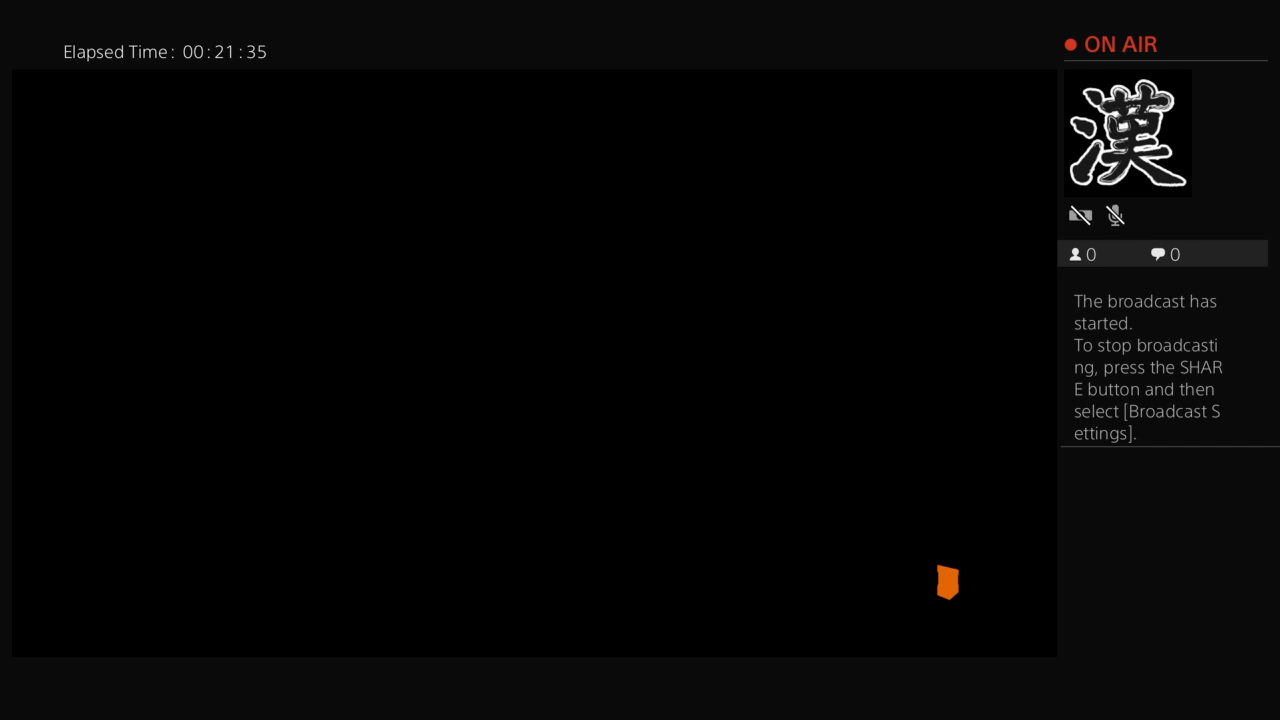 Elapsed Time: 00:21:35
ON AIR
漢
0 0
The broadcast has
started.
To stop broadcasti
ng, press the SHAR
E button and then
select [Broadcast S
ettings].